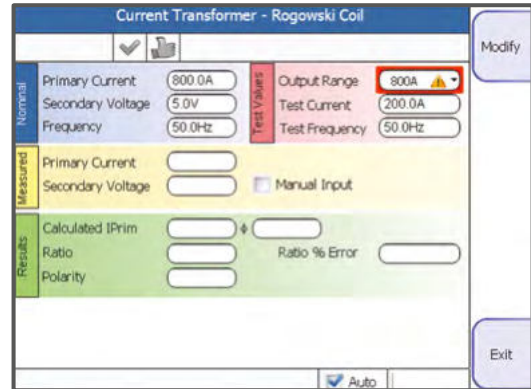 Current Transformer - Rogowski Coil
Modify
Nominal
Primary Current 800.0A
Secondary Voltage 5.0V
Frequency 50.0Hz
Test Values
Output Range 800A
Test Current 200.0A
Test Frequency 50.0Hz
Measured
Primary Current
Secondary Voltage
Manual Input
Results
Calculated IPrim ϕ
Ratio
Ratio % Error
Polarity
Exit
Auto